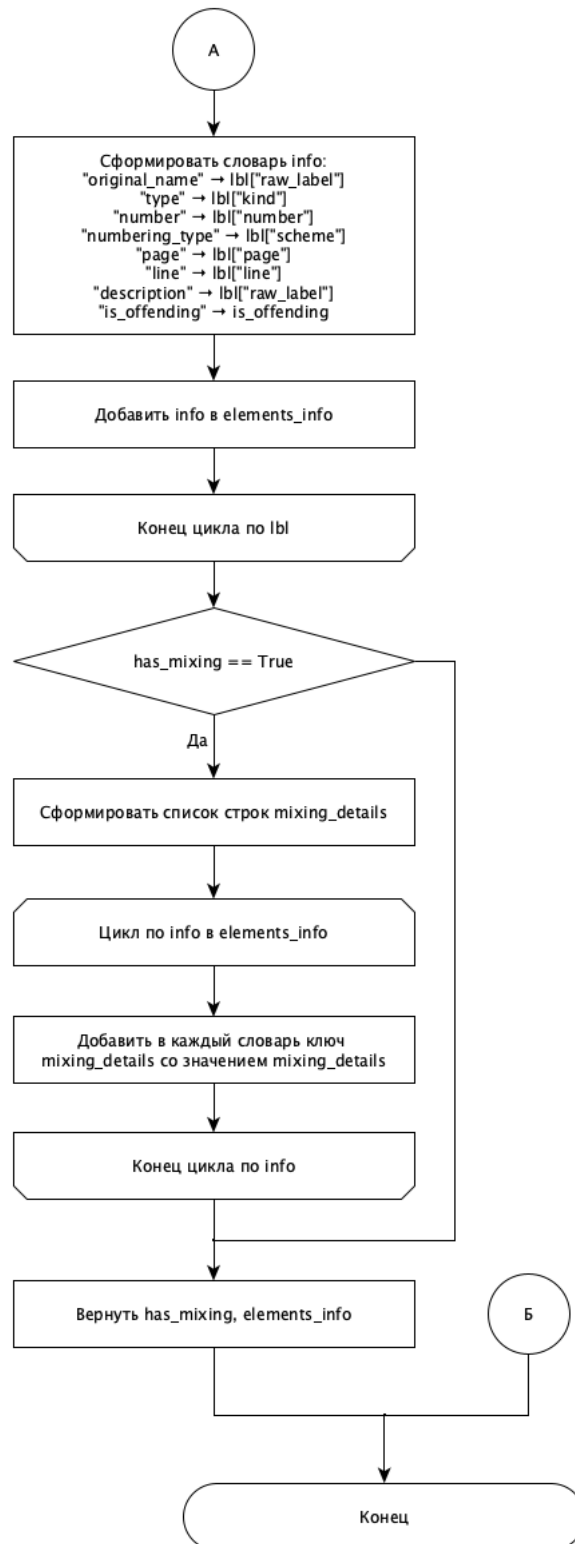 А
Сформировать словарь info:
"original_name" → lbl["raw_label"]
"type" → lbl["kind"]
"number" → lbl["number"]
"numbering_type" → lbl["scheme"]
"page" → lbl["page"]
"line" → lbl["line"]
"description" → lbl["raw_label"]
"is_offending" → is_offending
Добавить info в elements_info
Конец цикла по lbl
has_mixing == True
Да
Сформировать список строк mixing_details
Цикл по info в elements_info
Добавить в каждый словарь ключ
mixing_details со значением mixing_details
Конец цикла по info
Вернуть has_mixing, elements_info
Б
Конец